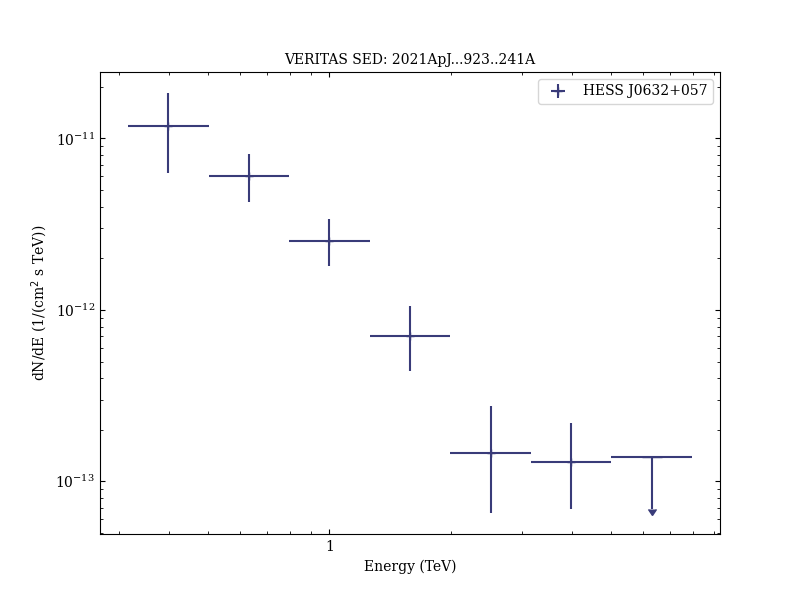 VERITAS SED: 2021ApJ...923..241A
HESS J0632+057
10⁻¹¹
10⁻¹²
10⁻¹³
dN/dE (1/(cm² s TeV))
1
Energy (TeV)